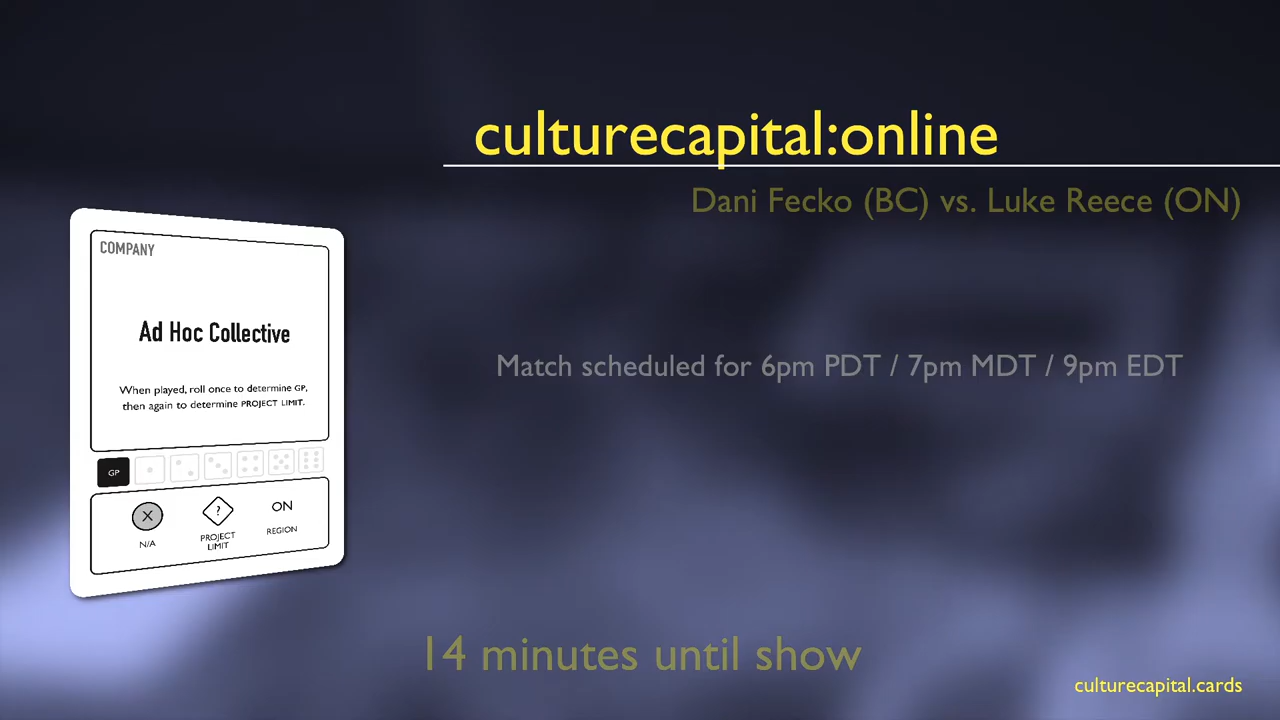 culturecapital:online
Dani Fecko (BC) vs. Luke Reece (ON)
COMPANY
Ad Hoc Collective
When played, roll once to determine GP,
then again to determine PROJECT LIMIT.
GP
X
N/A
?
PROJECT
LIMIT
ON
REGION
Match scheduled for 6pm PDT / 7pm MDT / 9pm EDT
14 minutes until show
culturecapital.cards